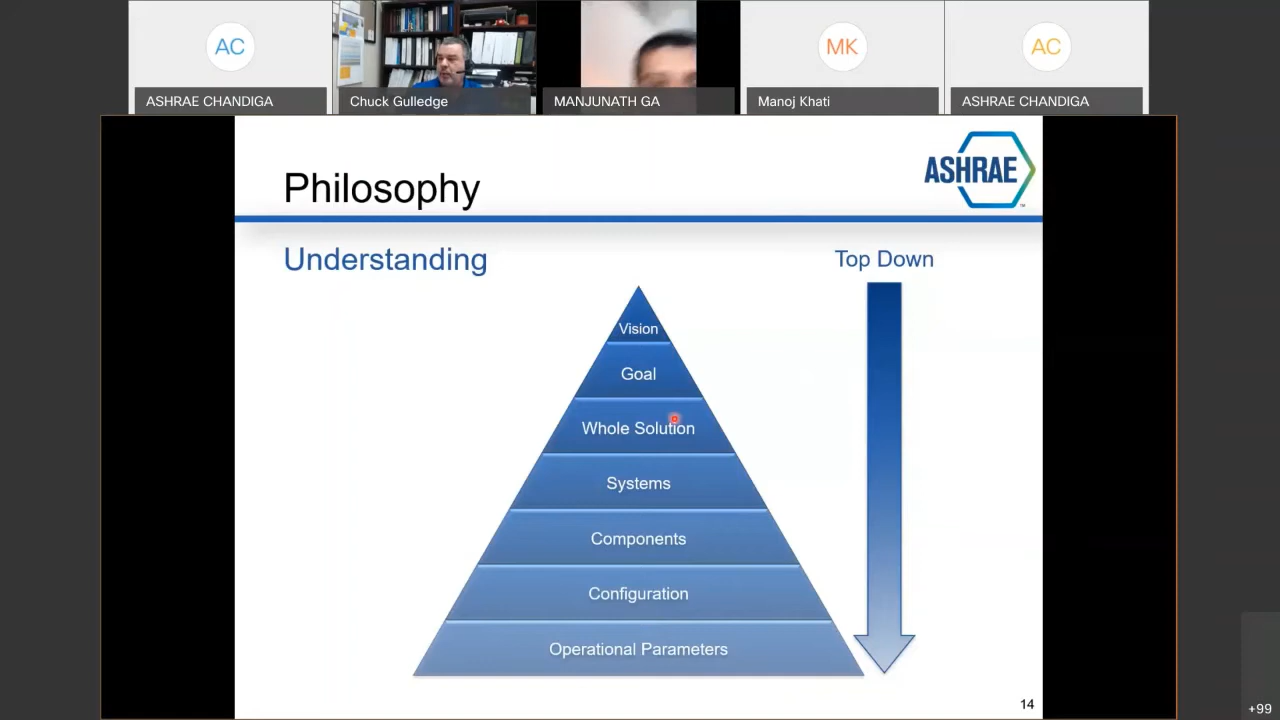 AC
ASHRAE CHANDIGA
Chuck Gulledge
MANJUNATH GA
MK
Manoj Khati
AC
ASHRAE CHANDIGA
ASHRAE
™
Philosophy
Understanding
Top Down
Vision
Goal
Whole Solution
Systems
Components
Configuration
Operational Parameters
14
+99